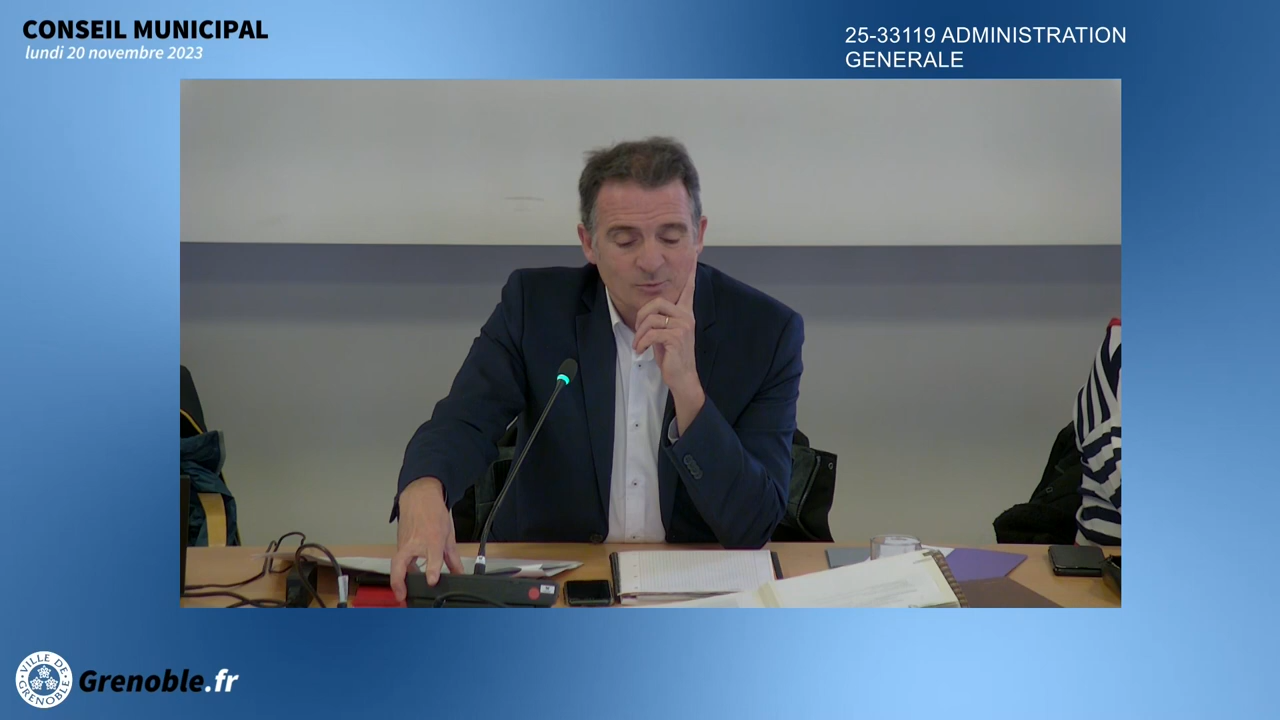 CONSEIL MUNICIPAL
lundi 20 novembre 2023
25-33119 ADMINISTRATION
GENERALE
VILLE DE
GRENOBLE
Grenoble.fr